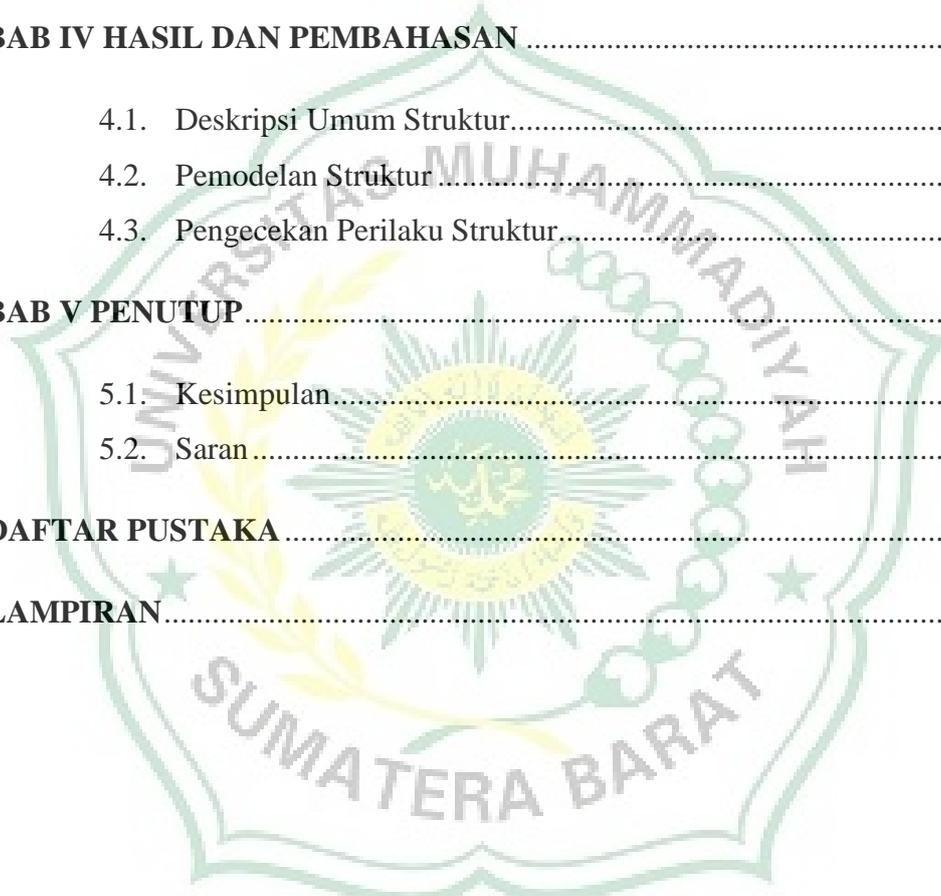 BAB IV HASIL DAN PEMBAHASAN ....................................................
4.1. Deskripsi Umum Struktur......................................................
4.2. Pemodelan Struktur ...............................................................
4.3. Pengecekan Perilaku Struktur................................................
BAB V PENUTUP.......................................................................................
5.1. Kesimpulan............................................................................
5.2. Saran ......................................................................................
DAFTAR PUSTAKA ..................................................................................
LAMPIRAN.................................................................................................
UNIVERSITAS MUHAMMADIYAH
SUMATERA BARAT